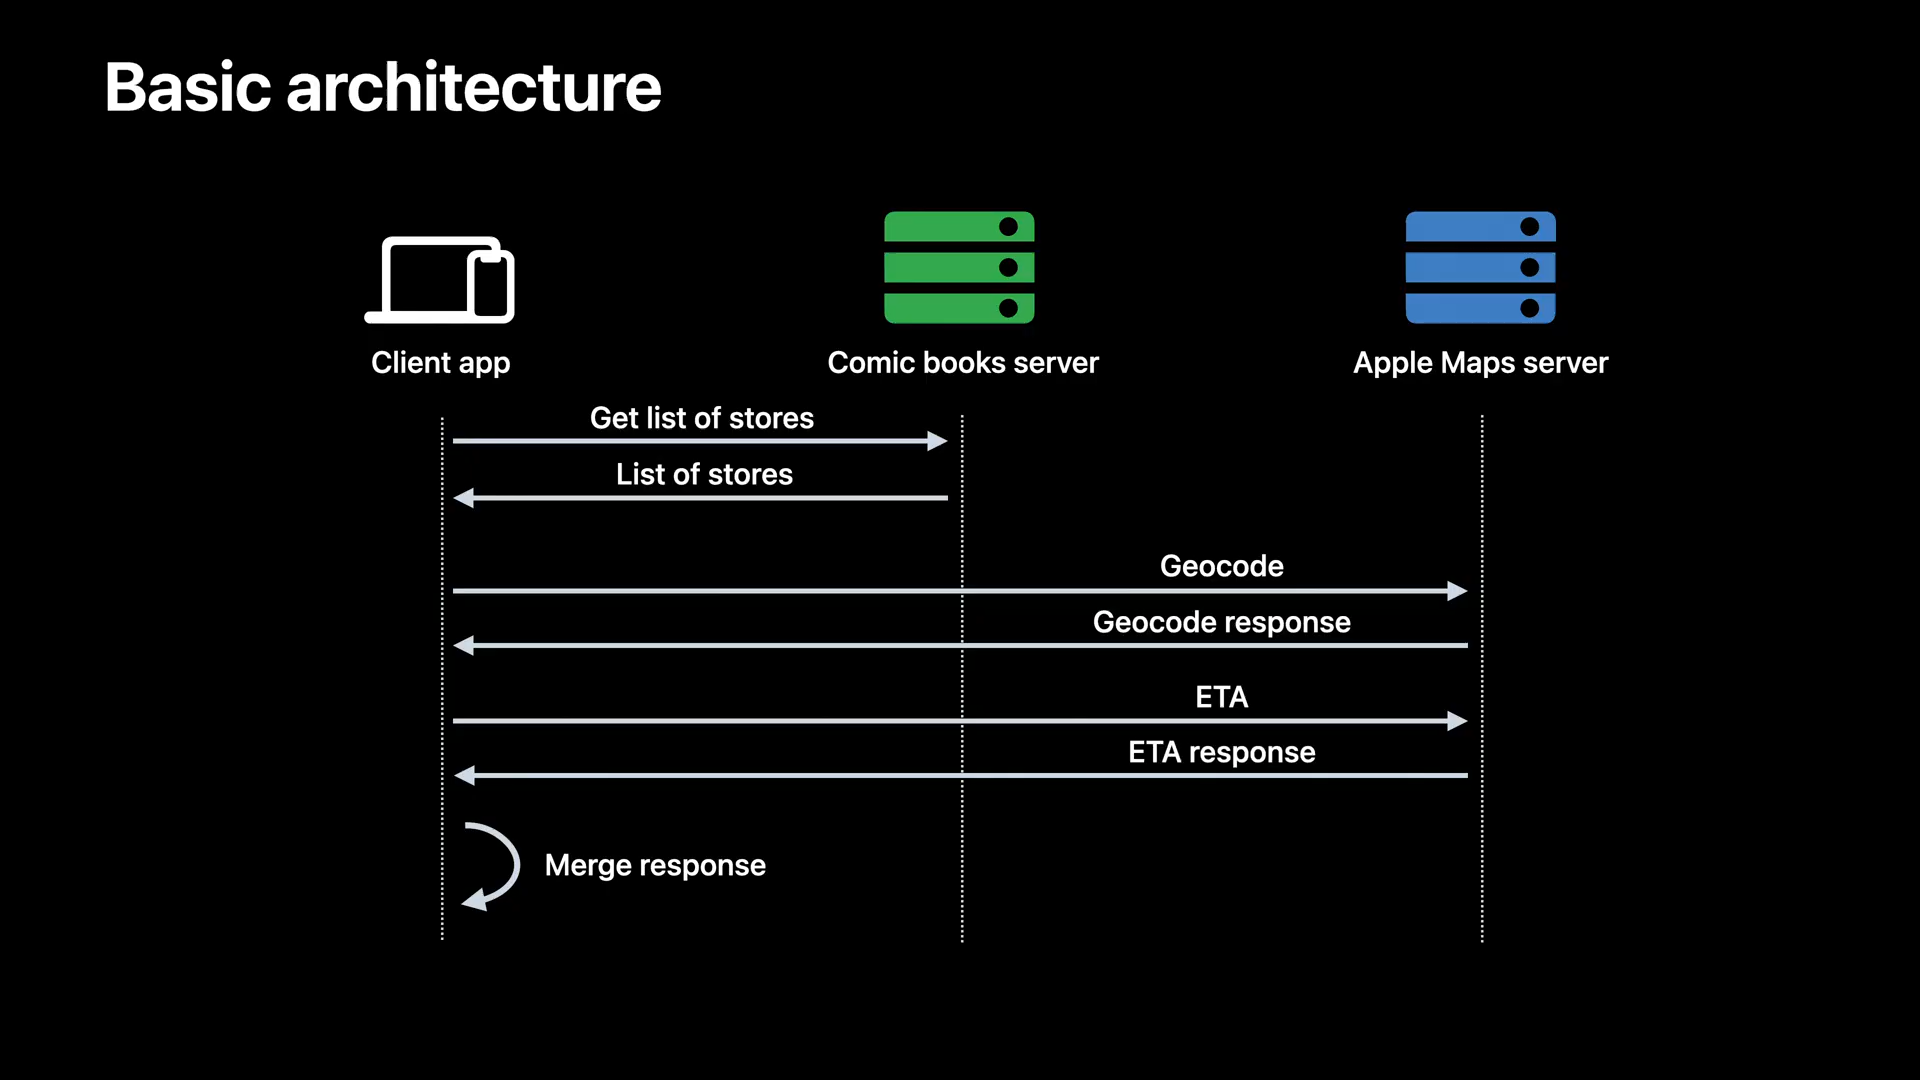 Basic architecture
Client app
Comic books server
Apple Maps server
Get list of stores
List of stores
Geocode
Geocode response
ETA
ETA response
Merge response